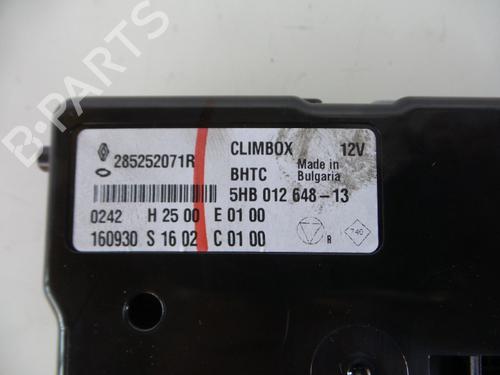 B-PARTS
285252071R
CLIMBOX 12V
BHTC Made in Bulgaria
5HB 012 648-13
0242 H 25 00 E 01 00
160930 S 16 02 C 01 00
R
740